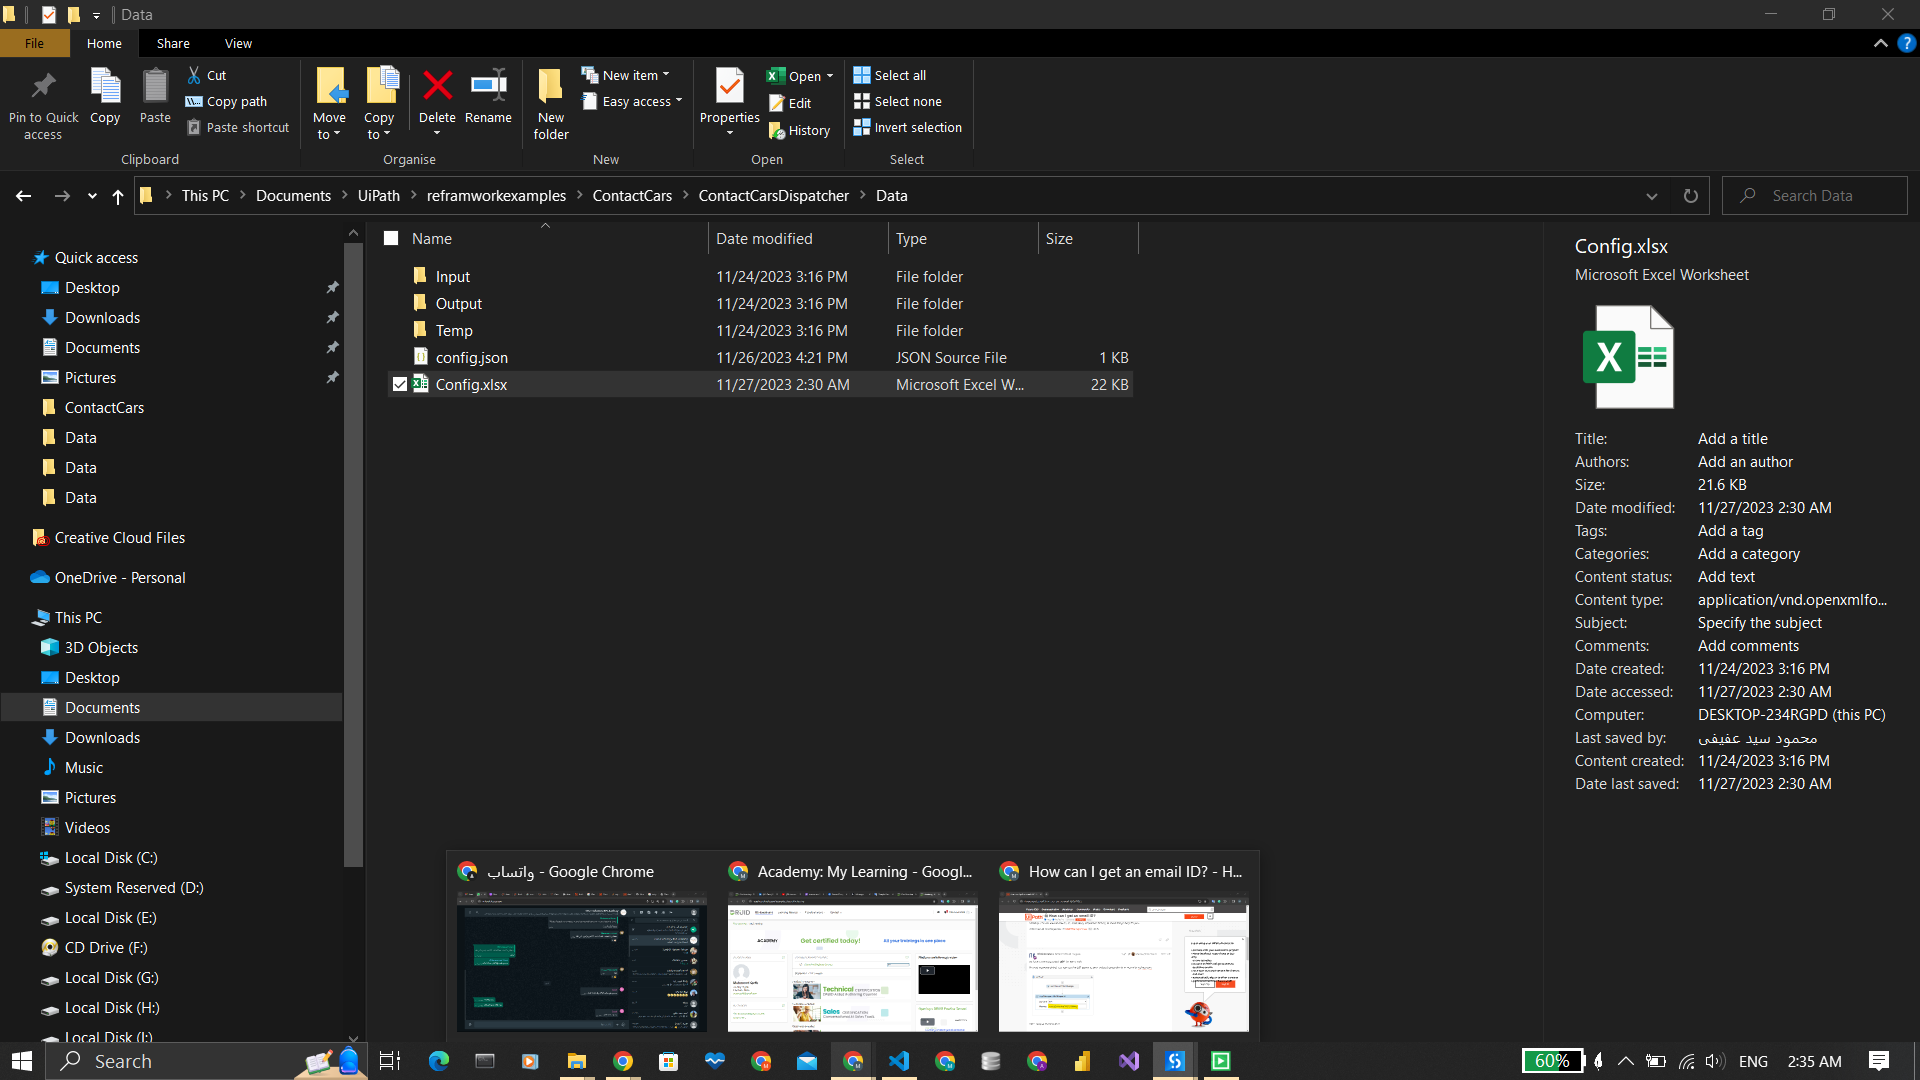 Data
File
Home
Share
View
Pin to Quick access
Copy
Paste
Cut
Copy path
Paste shortcut
Clipboard
Move to
Copy to
Delete
Rename
Organise
New folder
New item
Easy access
New
Properties
Open
Edit
History
Open
Select all
Select none
Invert selection
Select
This PC
Documents
UiPath
reframworkexamples
ContactCars
ContactCarsDispatcher
Data
Search Data
Quick access
Desktop
Downloads
Documents
Pictures
ContactCars
Data
Data
Data
Creative Cloud Files
OneDrive - Personal
This PC
3D Objects
Desktop
Documents
Downloads
Music
Pictures
Videos
Local Disk (C:)
System Reserved (D:)
Local Disk (E:)
CD Drive (F:)
Local Disk (G:)
Local Disk (H:)
Local Disk (I:)
Name Date modified Type Size
Input 11/24/2023 3:16 PM File folder
Output 11/24/2023 3:16 PM File folder
Temp 11/24/2023 3:16 PM File folder
config.json 11/26/2023 4:21 PM JSON Source File 1 KB
Config.xlsx 11/27/2023 2:30 AM Microsoft Excel W... 22 KB
Config.xlsx
Microsoft Excel Worksheet
Title: Add a title
Authors: Add an author
Size: 21.6 KB
Date modified: 11/27/2023 2:30 AM
Tags: Add a tag
Categories: Add a category
Content status: Add text
Content type: application/vnd.openxmlfo...
Subject: Specify the subject
Comments: Add comments
Date created: 11/24/2023 3:16 PM
Date accessed: 11/27/2023 2:30 AM
Computer: DESKTOP-234RGPD (this PC)
Last saved by: محمود سيد عفيفى
Content created: 11/24/2023 3:16 PM
Date last saved: 11/27/2023 2:30 AM
واتساب - Google Chrome
Academy: My Learning - Googl...
How can I get an email ID? - H...
DRUID
ACADEMY
Get certified today!
Technical
Sales
Search
60%
ENG
2:35 AM